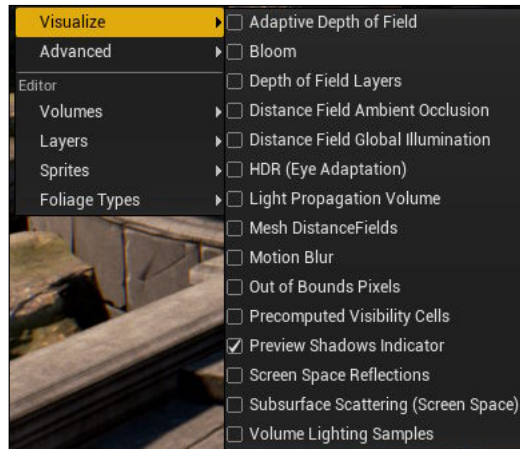 Visualize
Advanced
Editor
Volumes
Layers
Sprites
Foliage Types
Adaptive Depth of Field
Bloom
Depth of Field Layers
Distance Field Ambient Occlusion
Distance Field Global Illumination
HDR (Eye Adaptation)
Light Propagation Volume
Mesh DistanceFields
Motion Blur
Out of Bounds Pixels
Precomputed Visibility Cells
Preview Shadows Indicator
Screen Space Reflections
Subsurface Scattering (Screen Space)
Volume Lighting Samples